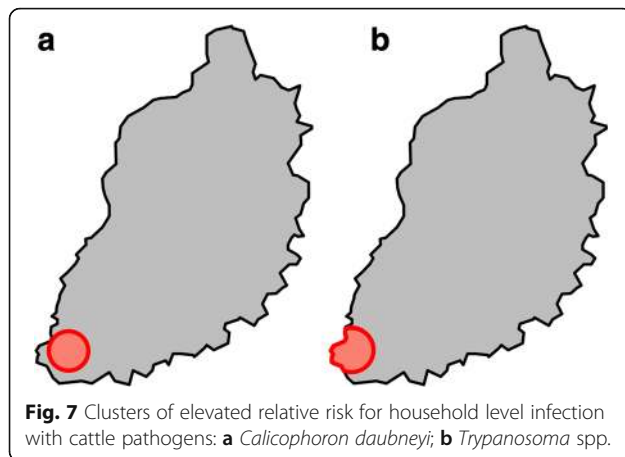 a b
Fig. 7 Clusters of elevated relative risk for household level infection
with cattle pathogens: a Calicophoron daubneyi; b Trypanosoma spp.